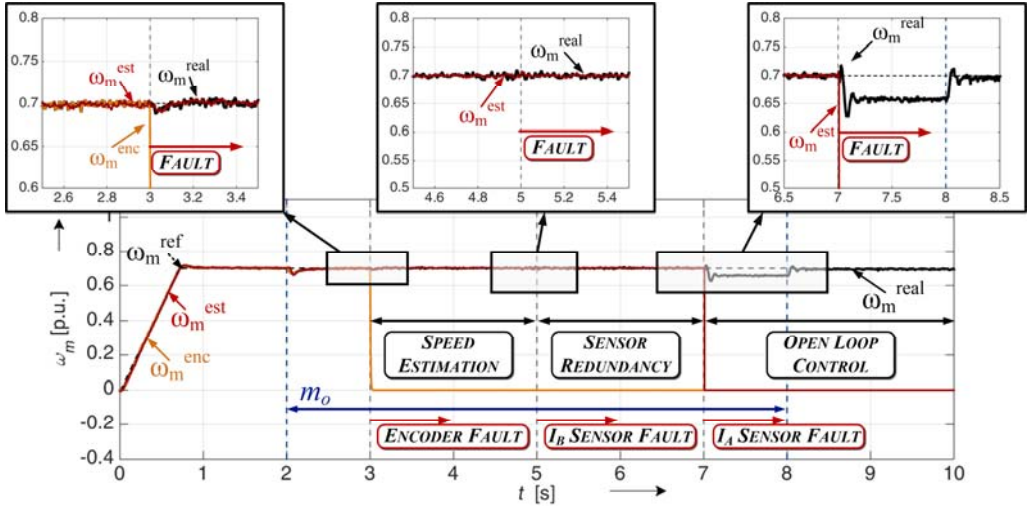 0.8
0.75
0.7
0.65
0.6
ωm est
ωm real
ωm enc
FAULT
2.6 2.8 3 3.2 3.4
0.8
0.75
0.7
0.65
0.6
0.55
0.5
ωm real
ωm est
FAULT
4.6 4.8 5 5.2 5.4
0.8
0.75
0.7
0.65
0.6
0.55
0.5
ωm real
ωm est
FAULT
6.5 7 7.5 8 8.5
ωm [p.u.]
0.8
0.6
0.4
0.2
0
-0.2
-0.4
ωm ref
ωm est
ωm enc
ωm real
SPEED
ESTIMATION
SENSOR
REDUNDANCY
OPEN LOOP
CONTROL
mo
ENCODER FAULT
IB SENSOR FAULT
IA SENSOR FAULT
0 1 2 3 4 5 6 7 8 9 10
t [s]